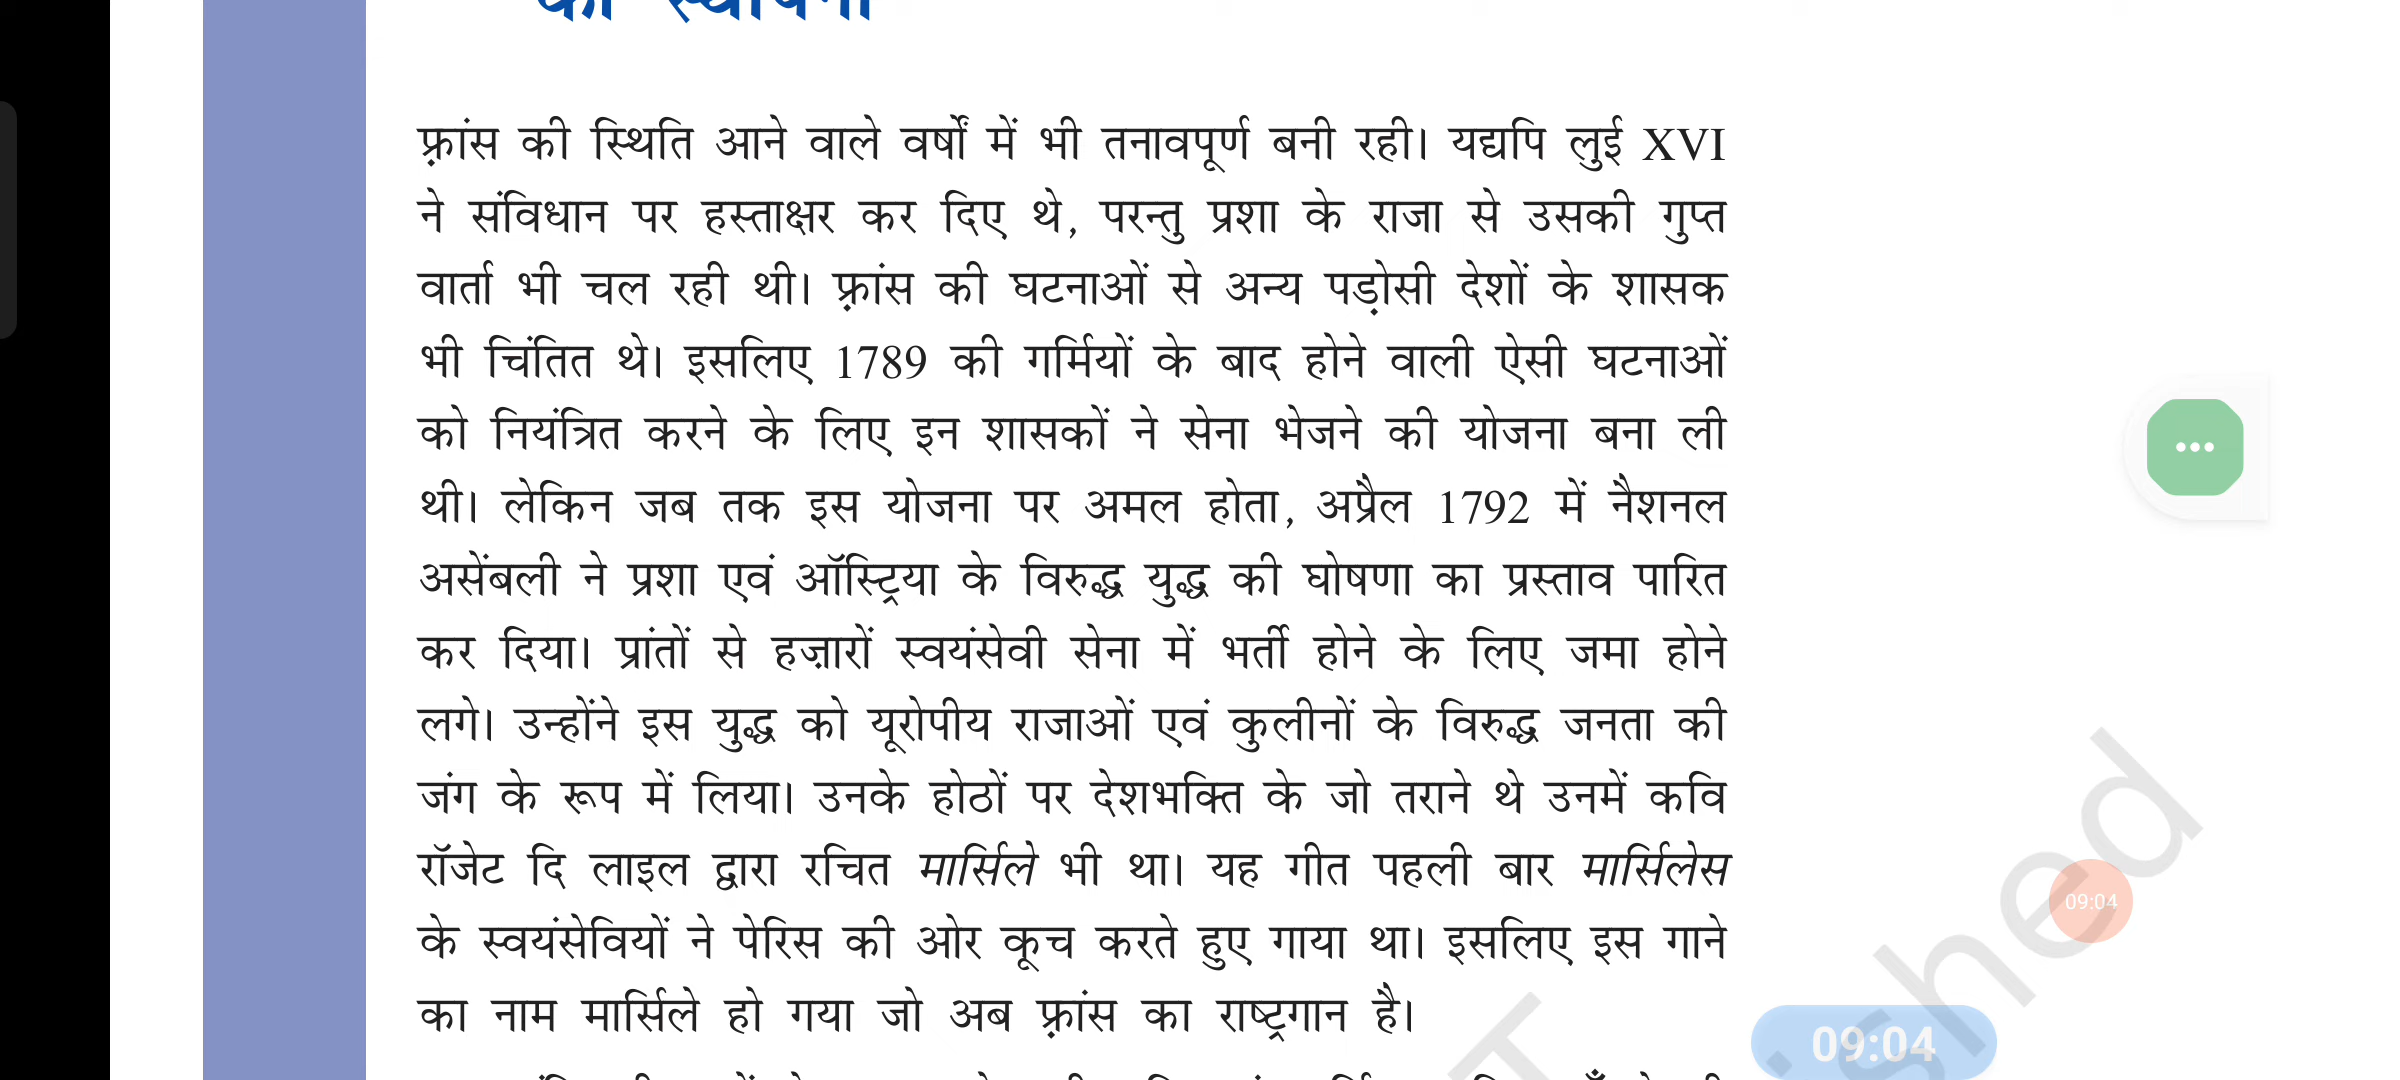 की स्थापना
फ़्रांस की स्थिति आने वाले वर्षों में भी तनावपूर्ण बनी रही। यद्यपि लुई XVI
ने संविधान पर हस्ताक्षर कर दिए थे, परन्तु प्रशा के राजा से उसकी गुप्त
वार्ता भी चल रही थी। फ़्रांस की घटनाओं से अन्य पड़ोसी देशों के शासक
भी चिंतित थे। इसलिए 1789 की गर्मियों के बाद होने वाली ऐसी घटनाओं
को नियंत्रित करने के लिए इन शासकों ने सेना भेजने की योजना बना ली
थी। लेकिन जब तक इस योजना पर अमल होता, अप्रैल 1792 में नैशनल
असेंबली ने प्रशा एवं ऑस्ट्रिया के विरुद्ध युद्ध की घोषणा का प्रस्ताव पारित
कर दिया। प्रांतों से हज़ारों स्वयंसेवी सेना में भर्ती होने के लिए जमा होने
लगे। उन्होंने इस युद्ध को यूरोपीय राजाओं एवं कुलीनों के विरुद्ध जनता की
जंग के रूप में लिया। उनके होठों पर देशभक्ति के जो तराने थे उनमें कवि
रॉजेट दि लाइल द्वारा रचित मार्सिले भी था। यह गीत पहली बार मार्सिलेस
के स्वयंसेवियों ने पेरिस की ओर कूच करते हुए गाया था। इसलिए इस गाने
का नाम मार्सिले हो गया जो अब फ़्रांस का राष्ट्रगान है।
09:04
09:04
shed